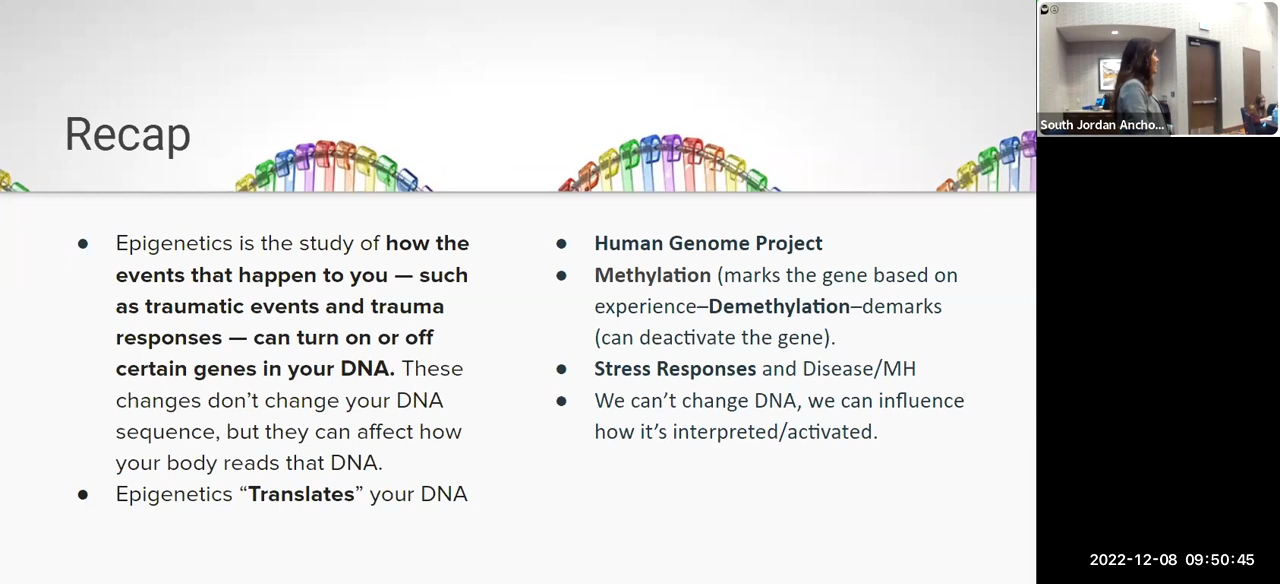 Recap
● Epigenetics is the study of how the
events that happen to you — such
as traumatic events and trauma
responses — can turn on or off
certain genes in your DNA. These
changes don’t change your DNA
sequence, but they can affect how
your body reads that DNA.
● Epigenetics “Translates” your DNA
● Human Genome Project
● Methylation (marks the gene based on
experience–Demethylation–demarks
(can deactivate the gene).
● Stress Responses and Disease/MH
● We can’t change DNA, we can influence
how it’s interpreted/activated.
South Jordan Ancho...
2022-12-08 09:50:45